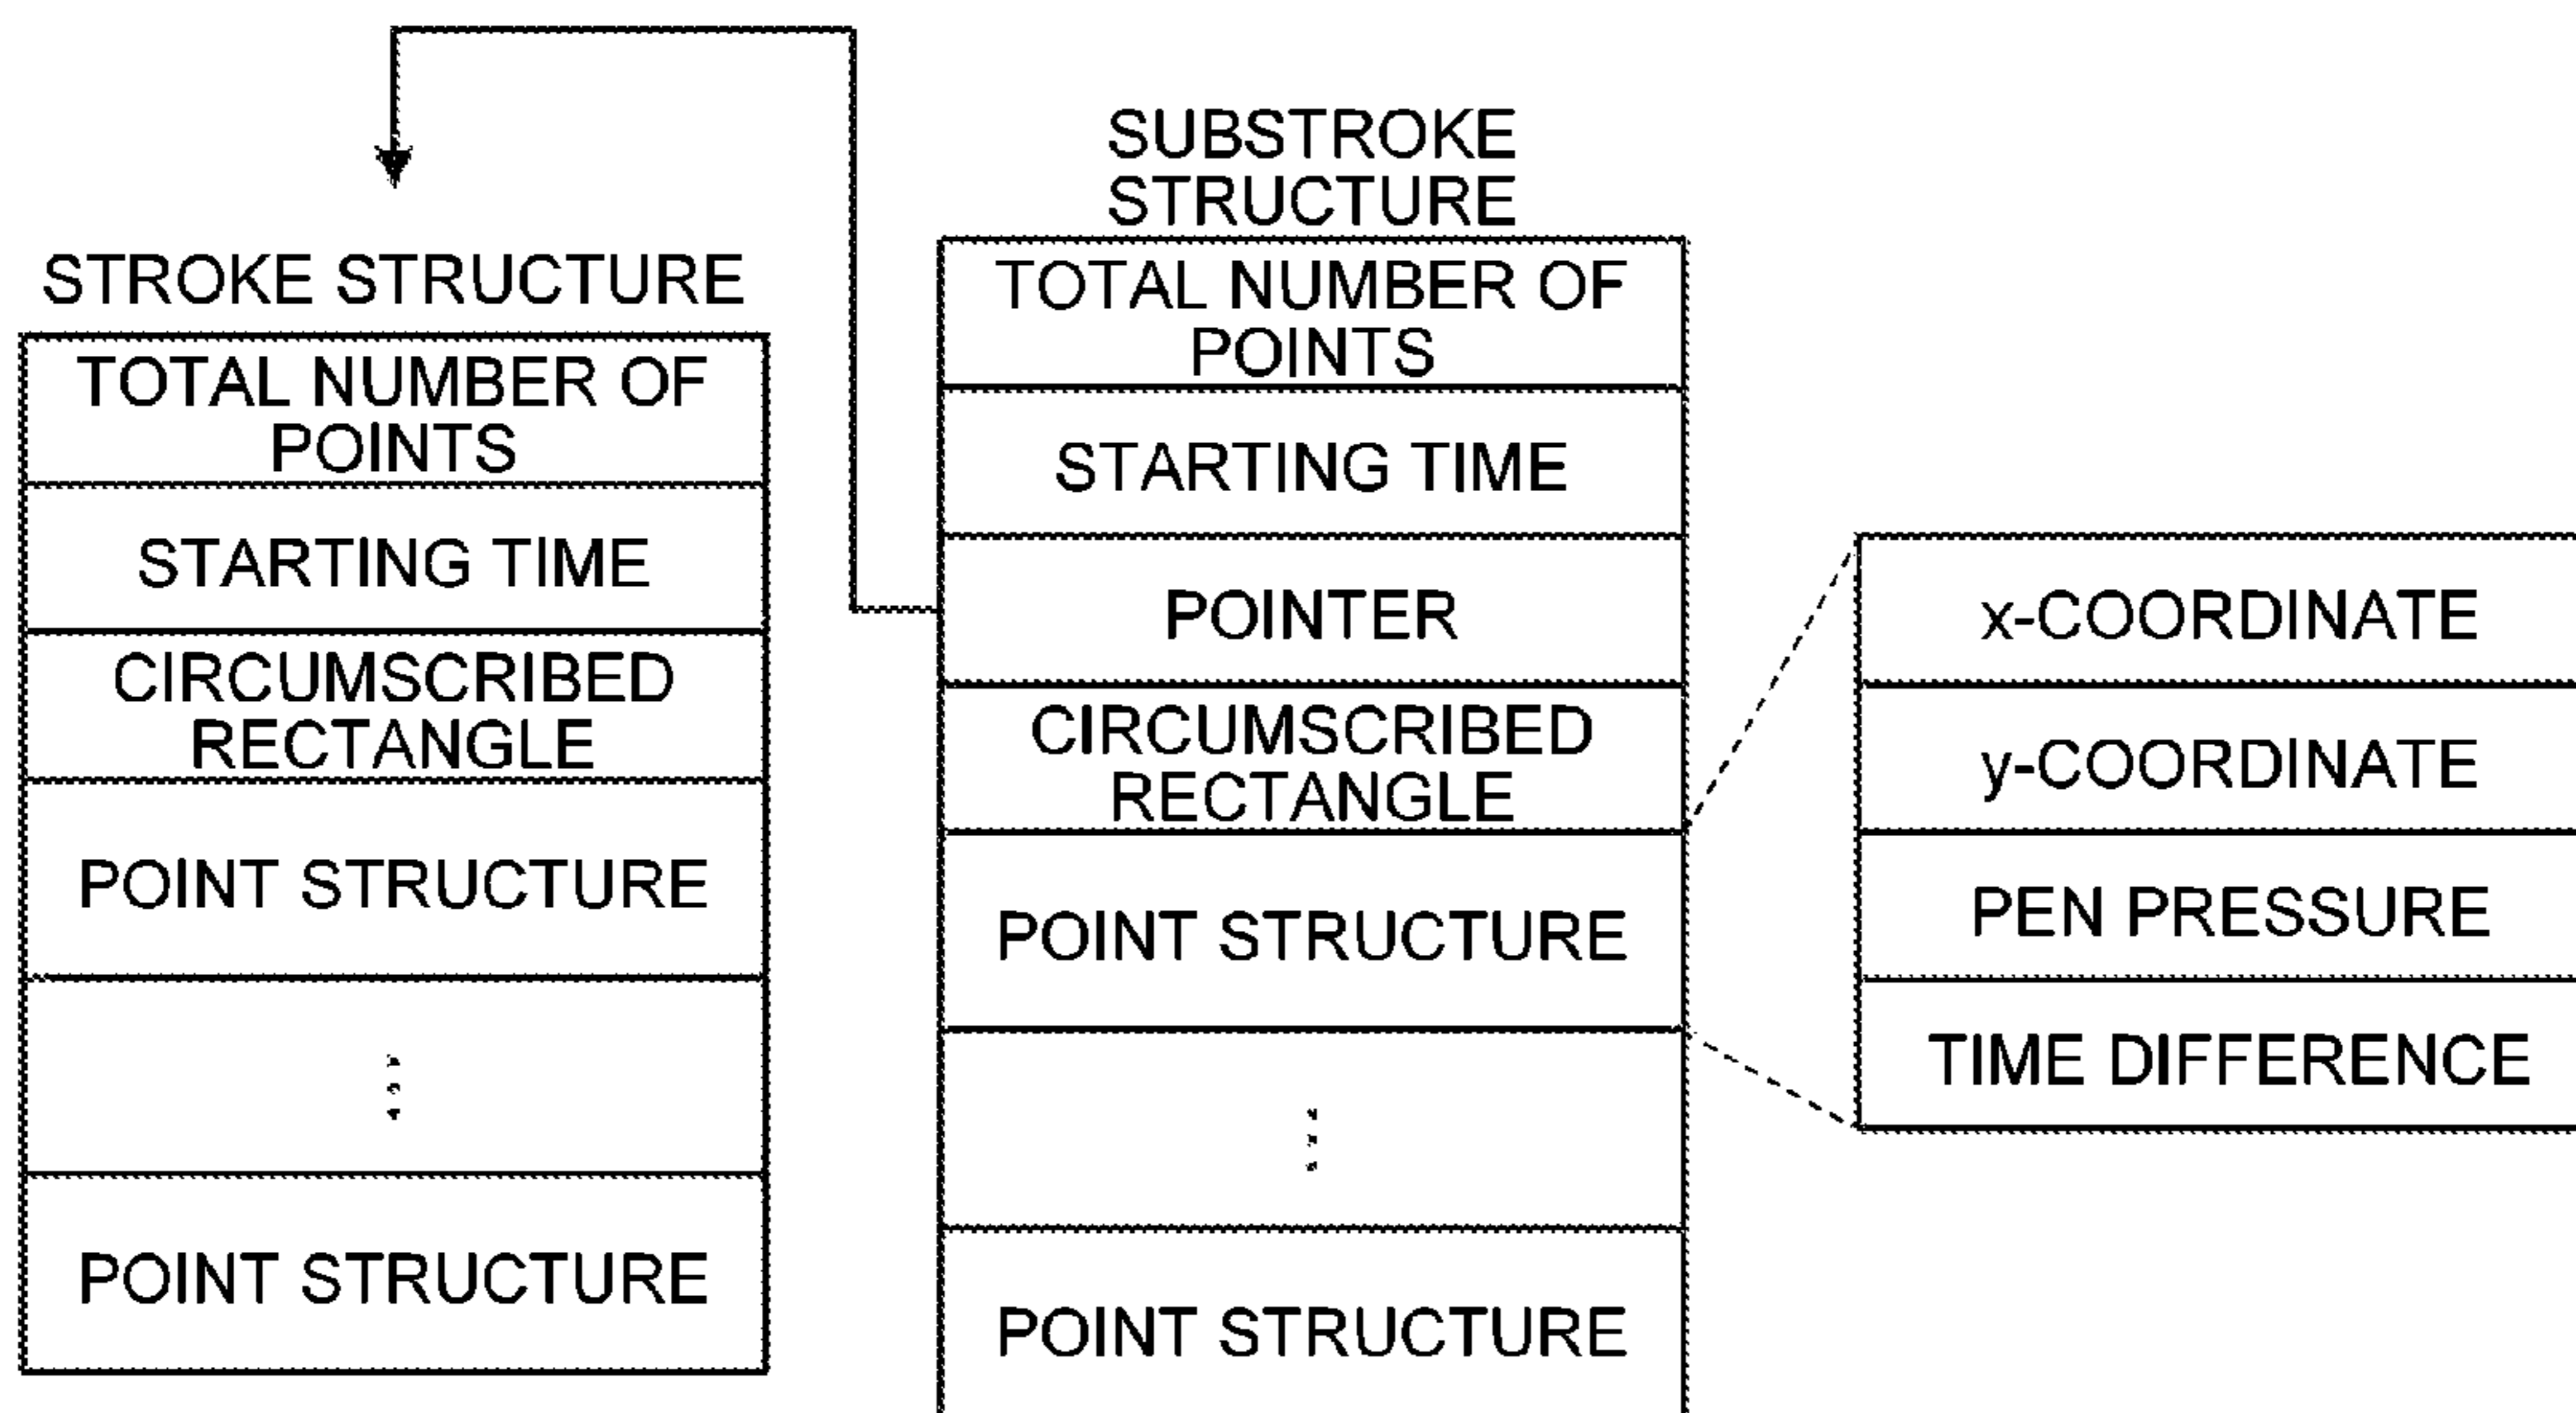 STROKE STRUCTURE
TOTAL NUMBER OF
POINTS
STARTING TIME
CIRCUMSCRIBED
RECTANGLE
POINT STRUCTURE
⋮
POINT STRUCTURE
SUBSTROKE
STRUCTURE
TOTAL NUMBER OF
POINTS
STARTING TIME
POINTER
CIRCUMSCRIBED
RECTANGLE
POINT STRUCTURE
⋮
POINT STRUCTURE
x-COORDINATE
y-COORDINATE
PEN PRESSURE
TIME DIFFERENCE